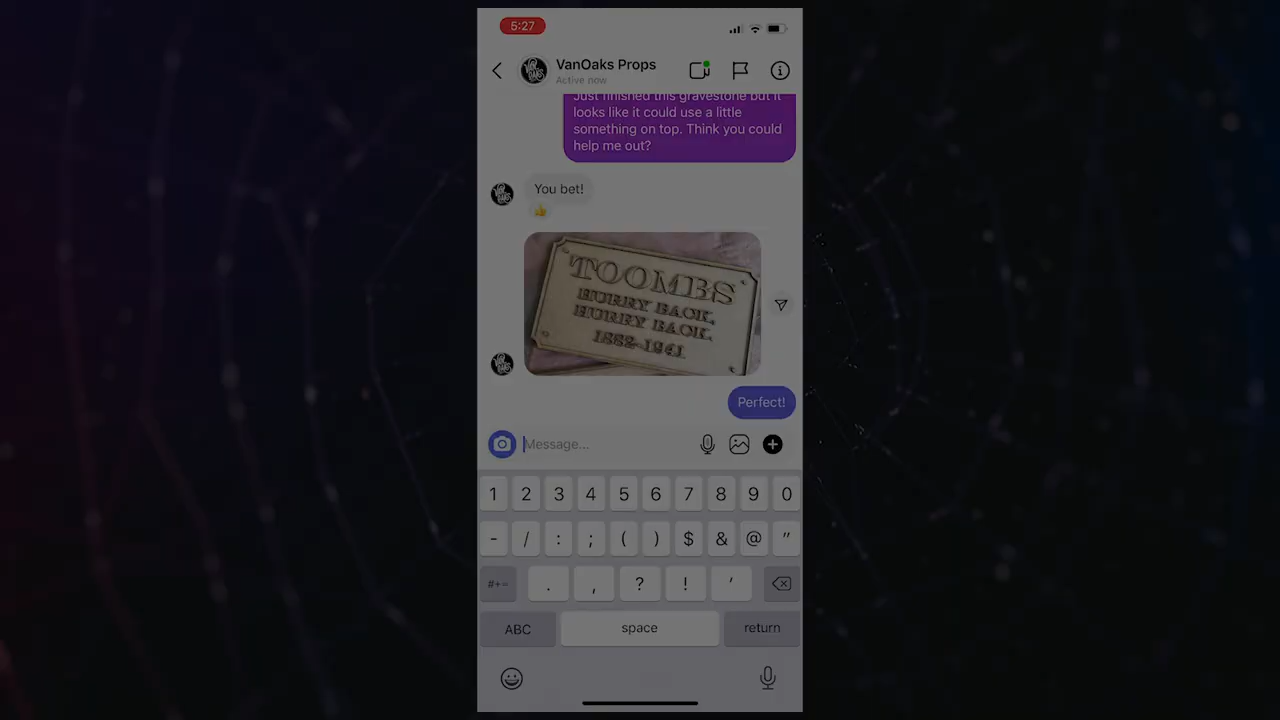 5:27
VanOaks Props
Active now
Just finished this gravestone but it
looks like it could use a little
something on top. Think you could
help me out?
You bet!
TOOMBS
HURRY BACK,
HURRY BACK.
1882-1941
Perfect!
Message...
1 2 3 4 5 6 7 8 9 0
- / : ; ( ) $ & @ "
#+= . , ? ! '
ABC space return